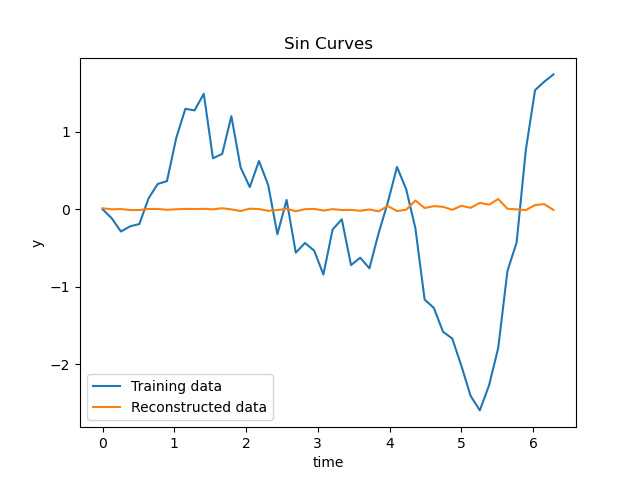 Sin Curves
y
1
0
−1
−2
Training data
Reconstructed data
0 1 2 3 4 5 6
time